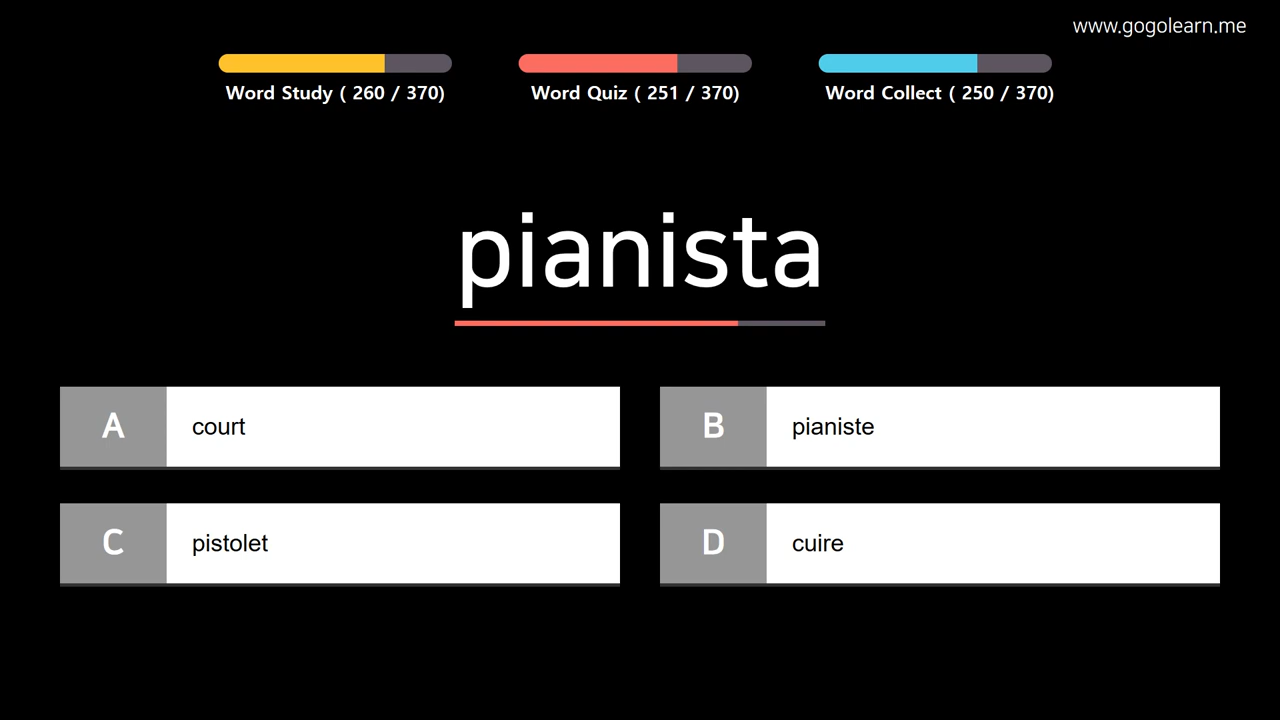 www.gogolearn.me
Word Study ( 260 / 370)
Word Quiz ( 251 / 370)
Word Collect ( 250 / 370)
pianista
A court
B pianiste
C pistolet
D cuire